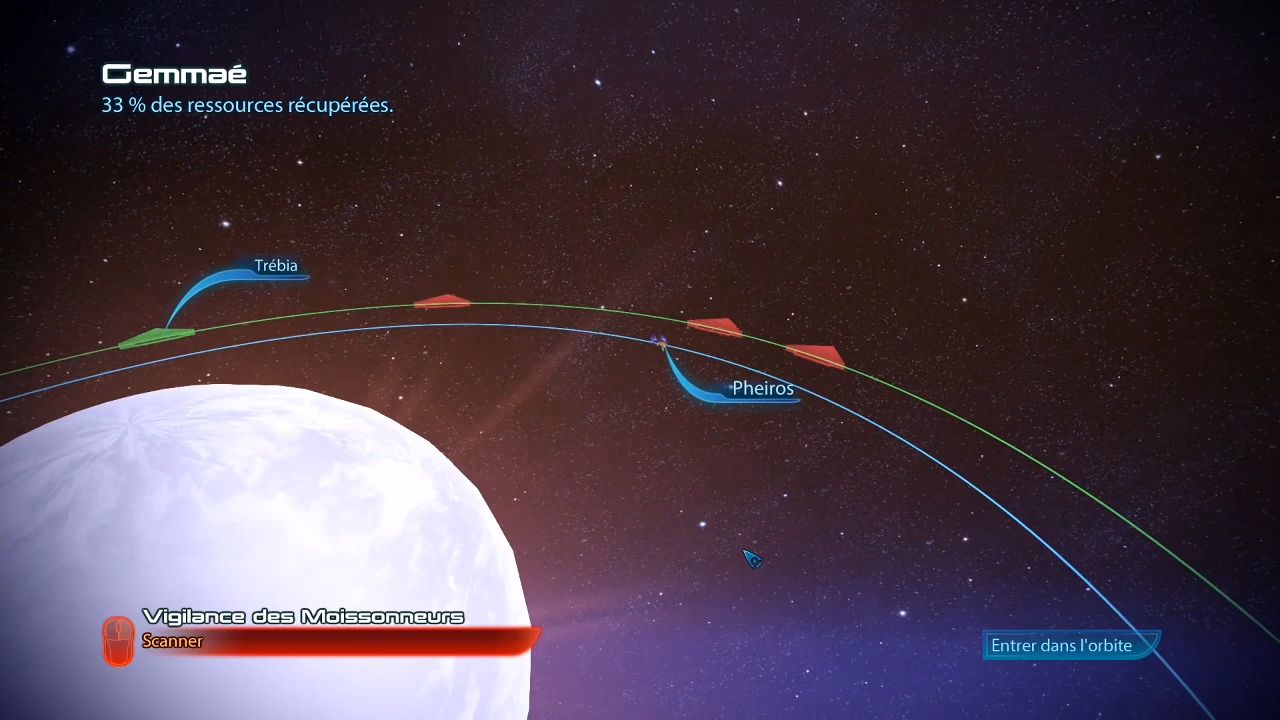 Gemmaé
33 % des ressources récupérées.
Trébia
Pheiros
Vigilance des Moissonneurs
Scanner
Entrer dans l'orbite